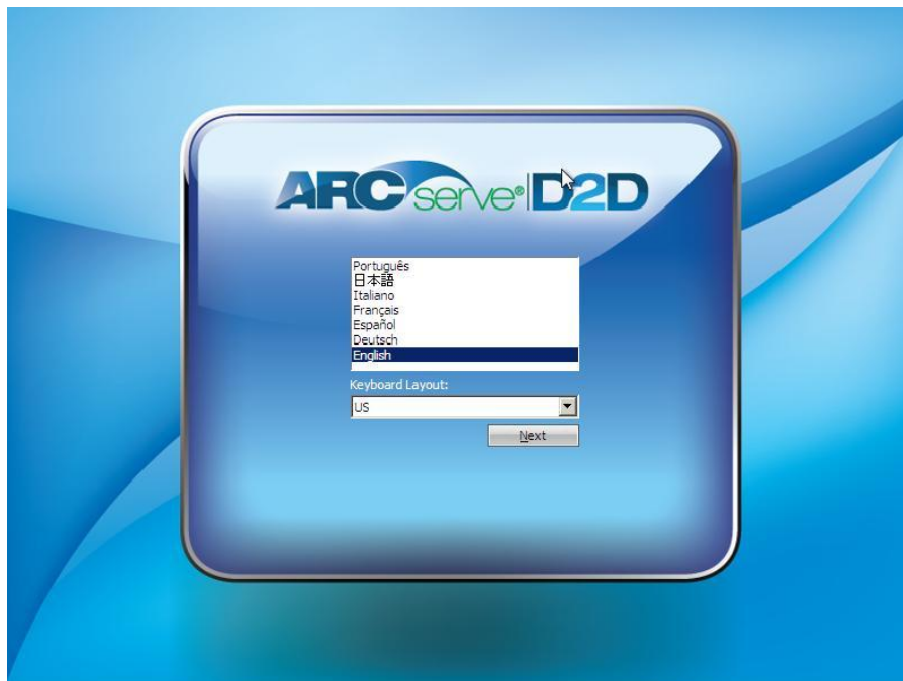 ARCserve® D2D
Português
日本語
Italiano
Français
Español
Deutsch
English
Keyboard Layout:
US
Next